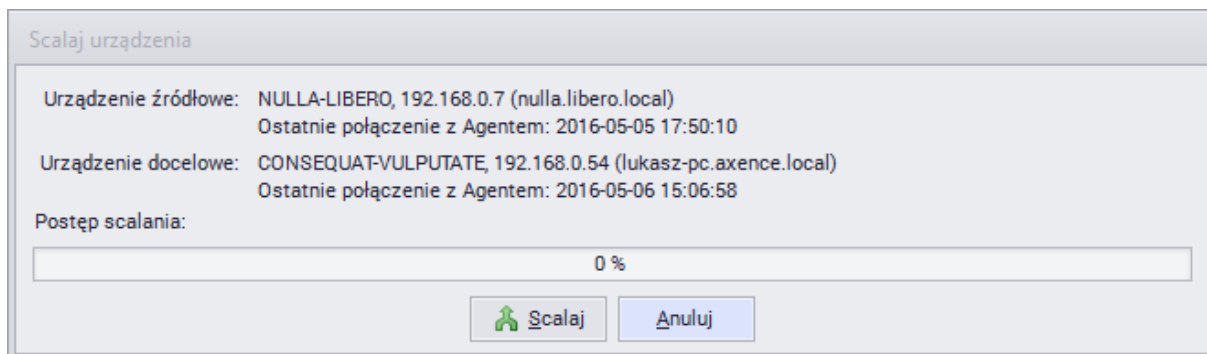 Scalaj urządzenia
Urządzenie źródłowe: NULLA-LIBERO, 192.168.0.7 (nulla.libero.local)
Ostatnie połączenie z Agentem: 2016-05-05 17:50:10
Urządzenie docelowe: CONSEQUAT-VULPUTATE, 192.168.0.54 (lukasz-pc.axence.local)
Ostatnie połączenie z Agentem: 2016-05-06 15:06:58
Postęp scalania:
0 %
Scalaj Anuluj